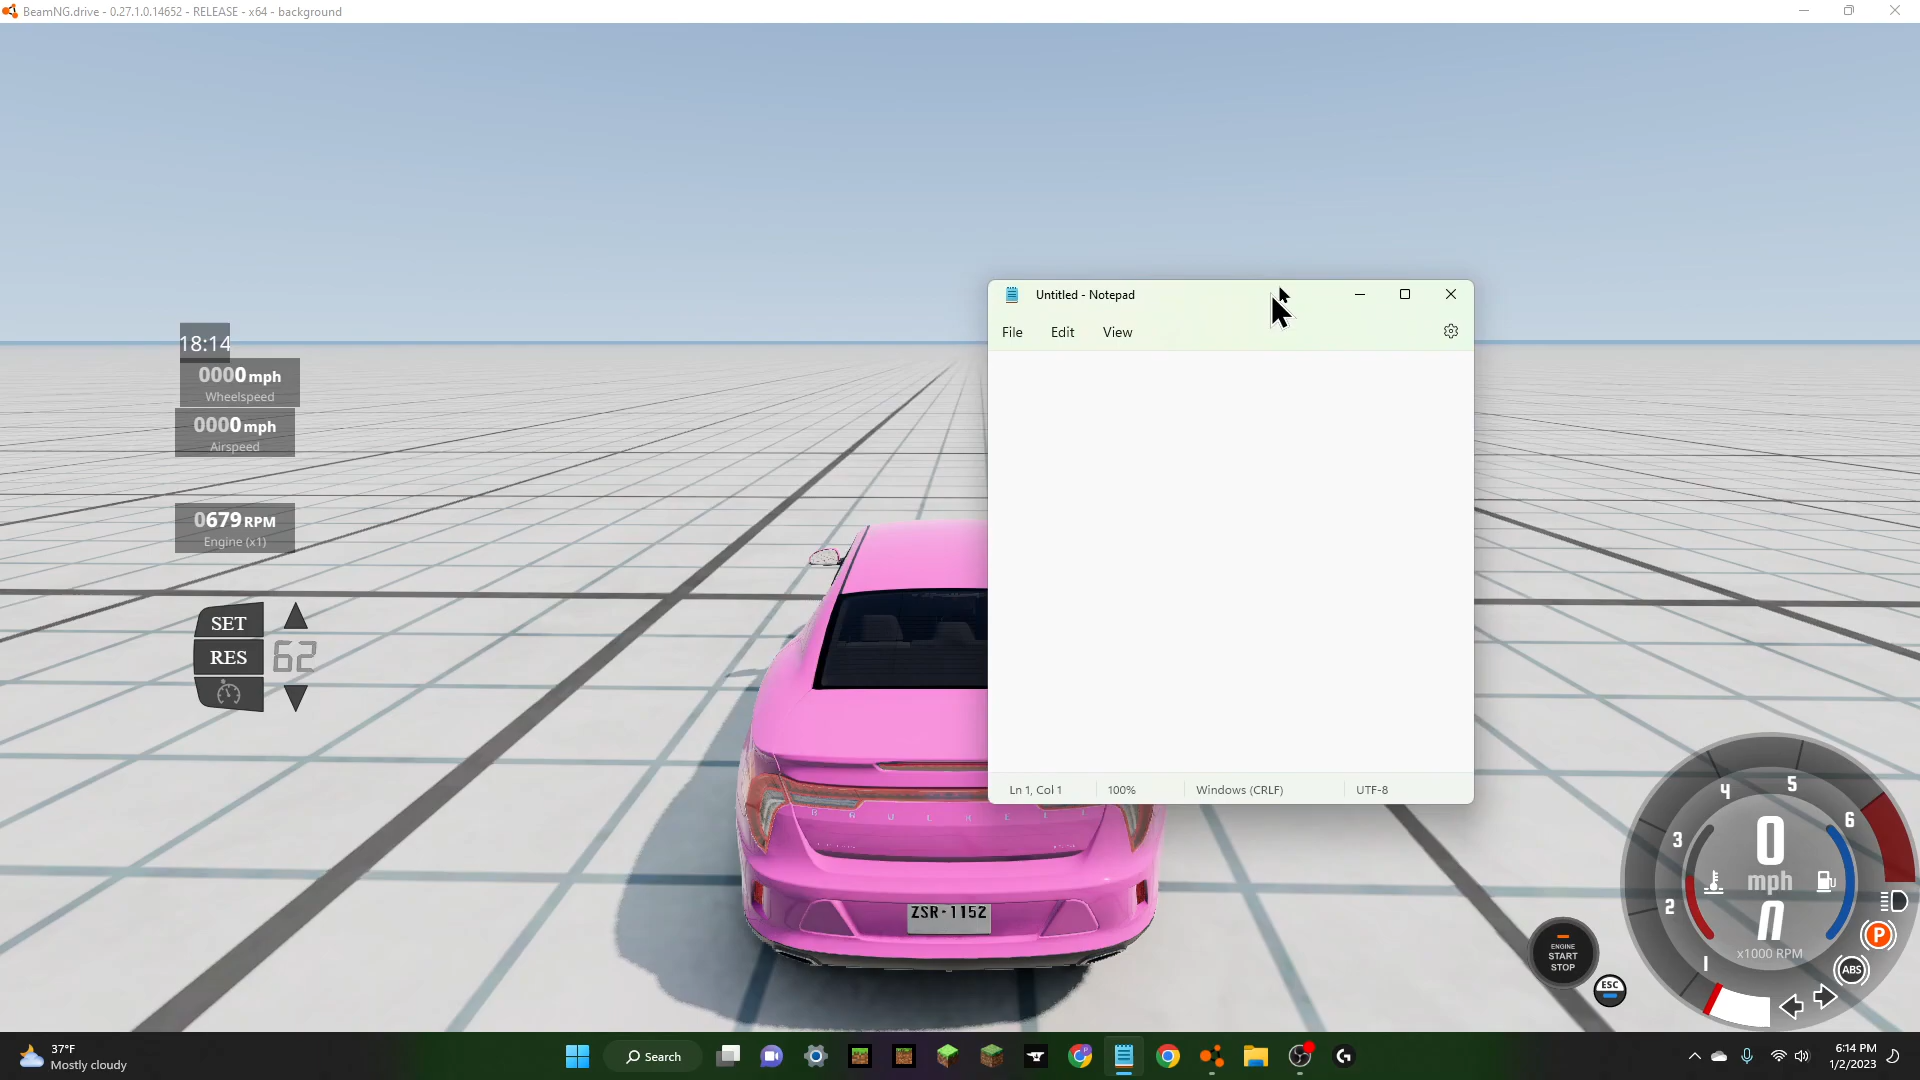 BeamNG.drive - 0.27.1.0.14652 - RELEASE - x64 - background
Untitled - Notepad
File Edit View
18:14
0000 mph
Wheelspeed
0000 mph
Airspeed
0679 RPM
Engine (x1)
SET
RES 62
Ln 1, Col 1 100% Windows (CRLF) UTF-8
ZSR-1152
1 2 3 4 5 6
0
mph
n
x1000 RPM
P
ABS
ENGINE
START
STOP
ESC
37°F
Mostly cloudy
Search
6:14 PM
1/2/2023